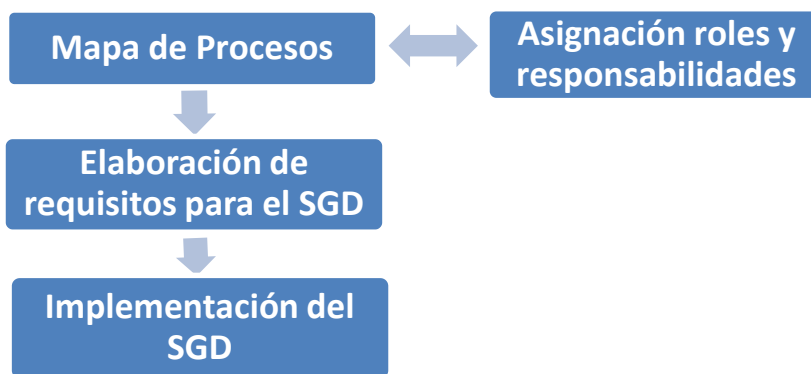 Mapa de Procesos
Asignación roles y
responsabilidades
Elaboración de
requisitos para el SGD
Implementación del
SGD